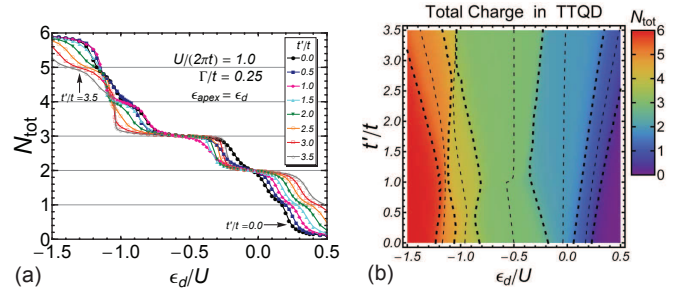 6
5
4
3
2
1
0
N_tot
U/(2πt) = 1.0
Γ/t = 0.25
ϵ_apex = ϵ_d
t'/t
0.0
0.5
1.0
1.5
2.0
2.5
3.0
3.5
t'/t = 3.5
t'/t=0.0
−1.5 −1.0 −0.5 0.0 0.5
ϵ_d/U
(a)
Total Charge in TTQD
N_tot
3.5
3.0
2.5
2.0
1.5
1.0
0.5
0.0
t'/t
6
5
4
3
2
1
0
-1.5 -1.0 -0.5 0.0 0.5
ϵ_d/U
(b)